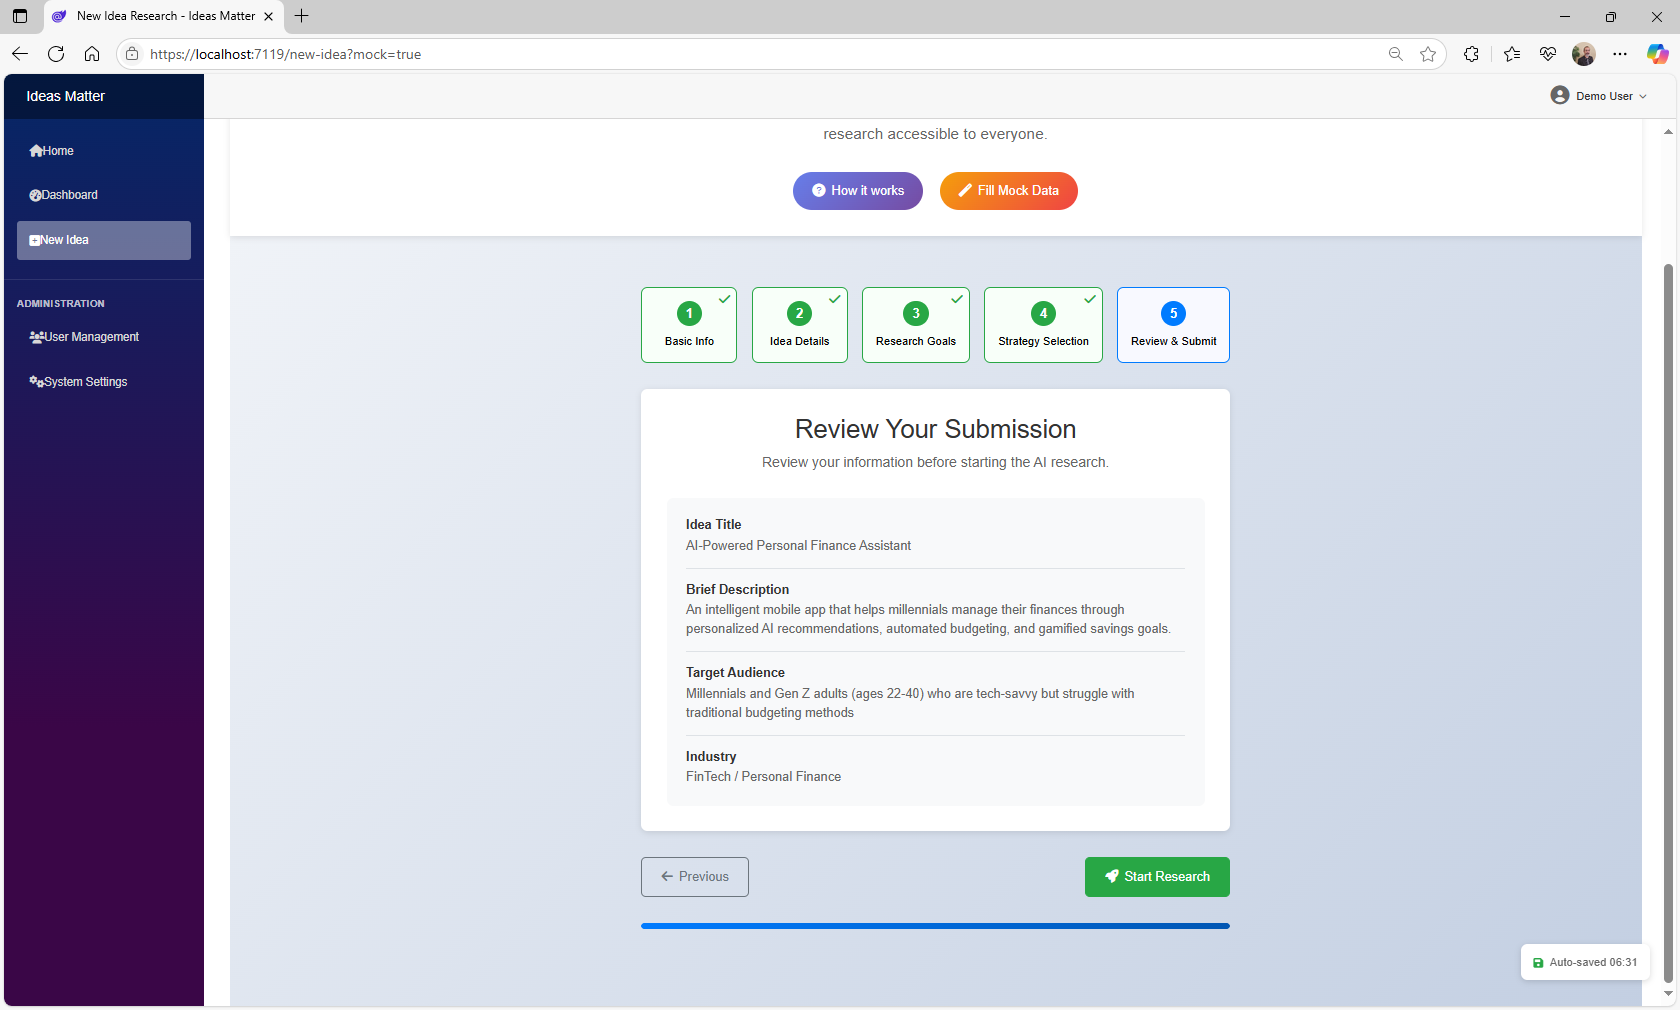 New Idea Research - Ideas Matter
https://localhost:7119/new-idea?mock=true
Ideas Matter
Demo User
Home
Dashboard
New Idea
ADMINISTRATION
User Management
System Settings
research accessible to everyone.
How it works
Fill Mock Data
1
Basic Info
2
Idea Details
3
Research Goals
4
Strategy Selection
5
Review & Submit
Review Your Submission
Review your information before starting the AI research.
Idea Title
AI-Powered Personal Finance Assistant
Brief Description
An intelligent mobile app that helps millennials manage their finances through
personalized AI recommendations, automated budgeting, and gamified savings goals.
Target Audience
Millennials and Gen Z adults (ages 22-40) who are tech-savvy but struggle with
traditional budgeting methods
Industry
FinTech / Personal Finance
Previous
Start Research
Auto-saved 06:31